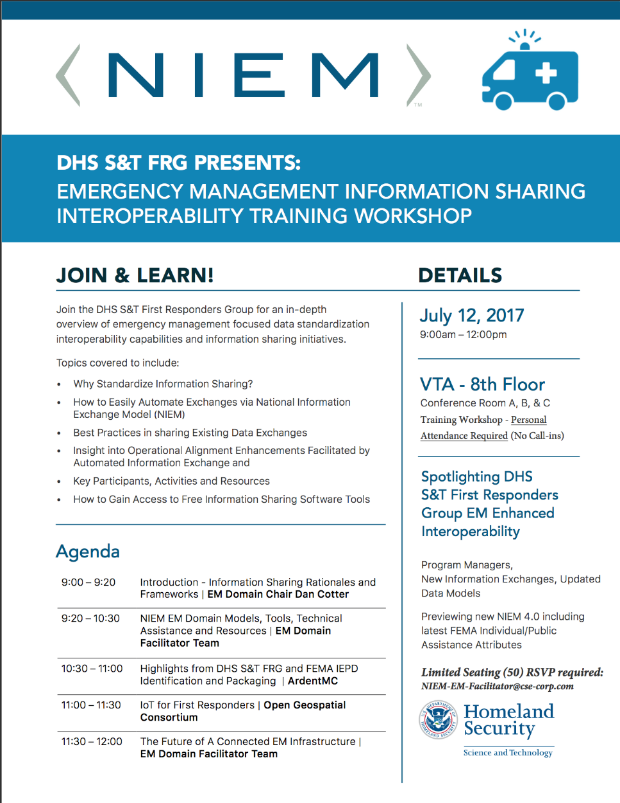 NIEM
TM
DHS S&T FRG PRESENTS:
EMERGENCY MANAGEMENT INFORMATION SHARING
INTEROPERABILITY TRAINING WORKSHOP
JOIN & LEARN!
Join the DHS S&T First Responders Group for an in-depth
overview of emergency management focused data standardization
interoperability capabilities and information sharing initiatives.
Topics covered to include:
• Why Standardize Information Sharing?
• How to Easily Automate Exchanges via National Information
Exchange Model (NIEM)
• Best Practices in sharing Existing Data Exchanges
• Insight into Operational Alignment Enhancements Facilitated by
Automated Information Exchange and
• Key Participants, Activities and Resources
• How to Gain Access to Free Information Sharing Software Tools
Agenda
9:00 – 9:20 Introduction - Information Sharing Rationales and
Frameworks | EM Domain Chair Dan Cotter
9:20 – 10:30 NIEM EM Domain Models, Tools, Technical
Assistance and Resources | EM Domain
Facilitator Team
10:30 – 11:00 Highlights from DHS S&T FRG and FEMA IEPD
Identification and Packaging | ArdentMC
11:00 – 11:30 IoT for First Responders | Open Geospatial
Consortium
11:30 – 12:00 The Future of A Connected EM Infrastructure |
EM Domain Facilitator Team
DETAILS
July 12, 2017
9:00am – 12:00pm
VTA - 8th Floor
Conference Room A, B, & C
Training Workshop - Personal
Attendance Required (No Call-ins)
Spotlighting DHS
S&T First Responders
Group EM Enhanced
Interoperability
Program Managers,
New Information Exchanges, Updated
Data Models
Previewing new NIEM 4.0 including
latest FEMA Individual/Public
Assistance Attributes
Limited Seating (50) RSVP required:
NIEM-EM-Facilitator@cse-corp.com
Homeland
Security
Science and Technology